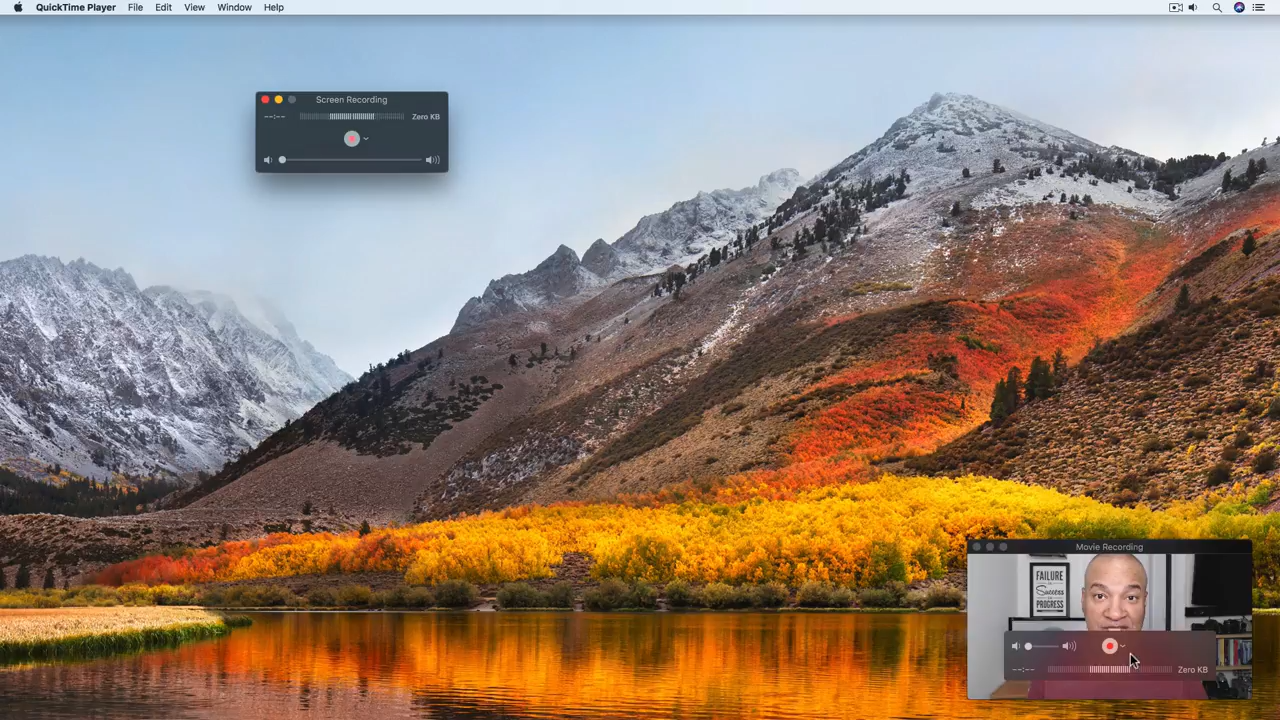 QuickTime Player File Edit View Window Help
Screen Recording
--:-- Zero KB
Movie Recording
FAILURE
Success
PROGRESS
--:-- Zero KB